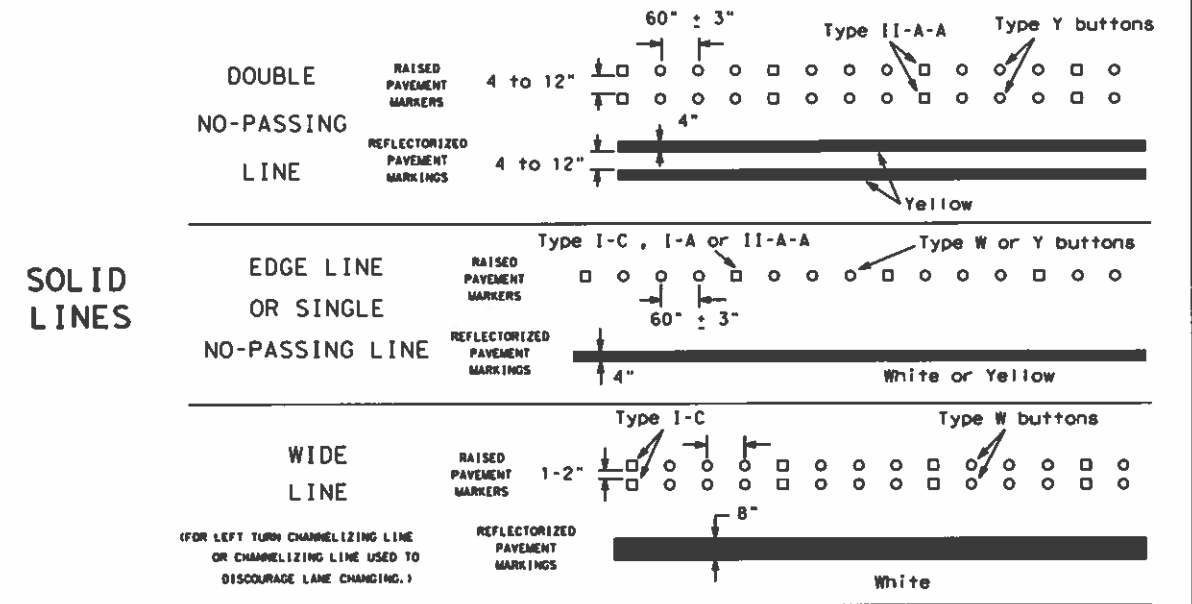 SOLID
LINES
DOUBLE
NO-PASSING
LINE
RAISED
PAVEMENT
MARKERS
4 to 12"
60" ± 3"
Type II-A-A
Type Y buttons
REFLECTORIZED
PAVEMENT
MARKINGS
4 to 12"
4"
Yellow
EDGE LINE
OR SINGLE
NO-PASSING LINE
RAISED
PAVEMENT
MARKERS
Type I-C , I-A or II-A-A
Type W or Y buttons
60" ± 3"
REFLECTORIZED
PAVEMENT
MARKINGS
4"
White or Yellow
WIDE
LINE
(FOR LEFT TURN CHANNELIZING LINE
OR CHANNELIZING LINE USED TO
DISCOURAGE LANE CHANGING.)
RAISED
PAVEMENT
MARKERS
1-2"
Type I-C
Type W buttons
REFLECTORIZED
PAVEMENT
MARKINGS
8"
White